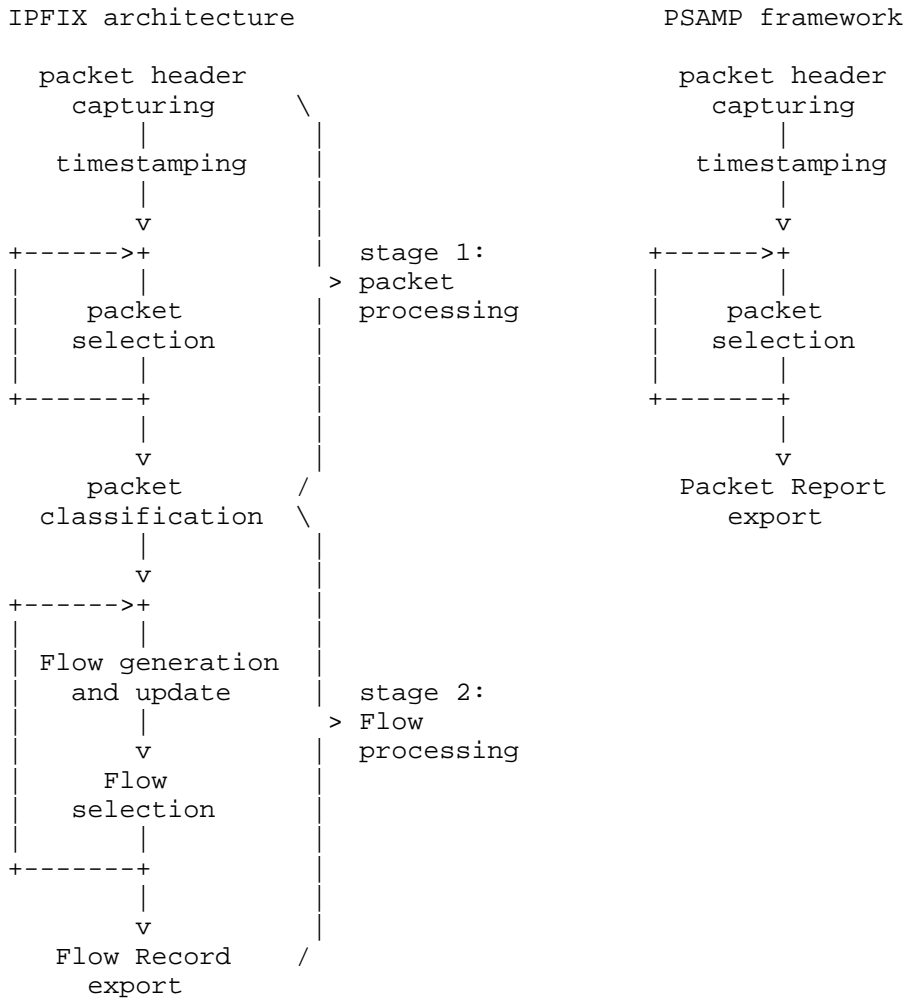 IPFIX architecture                            PSAMP framework
packet header                                 packet header
capturing                                     capturing
timestamping                                  timestamping
stage 1:
packet
packet processing packet
selection selection
packet Packet Report
classification export
Flow generation
and update stage 2:
Flow
processing
Flow
selection
Flow Record
export